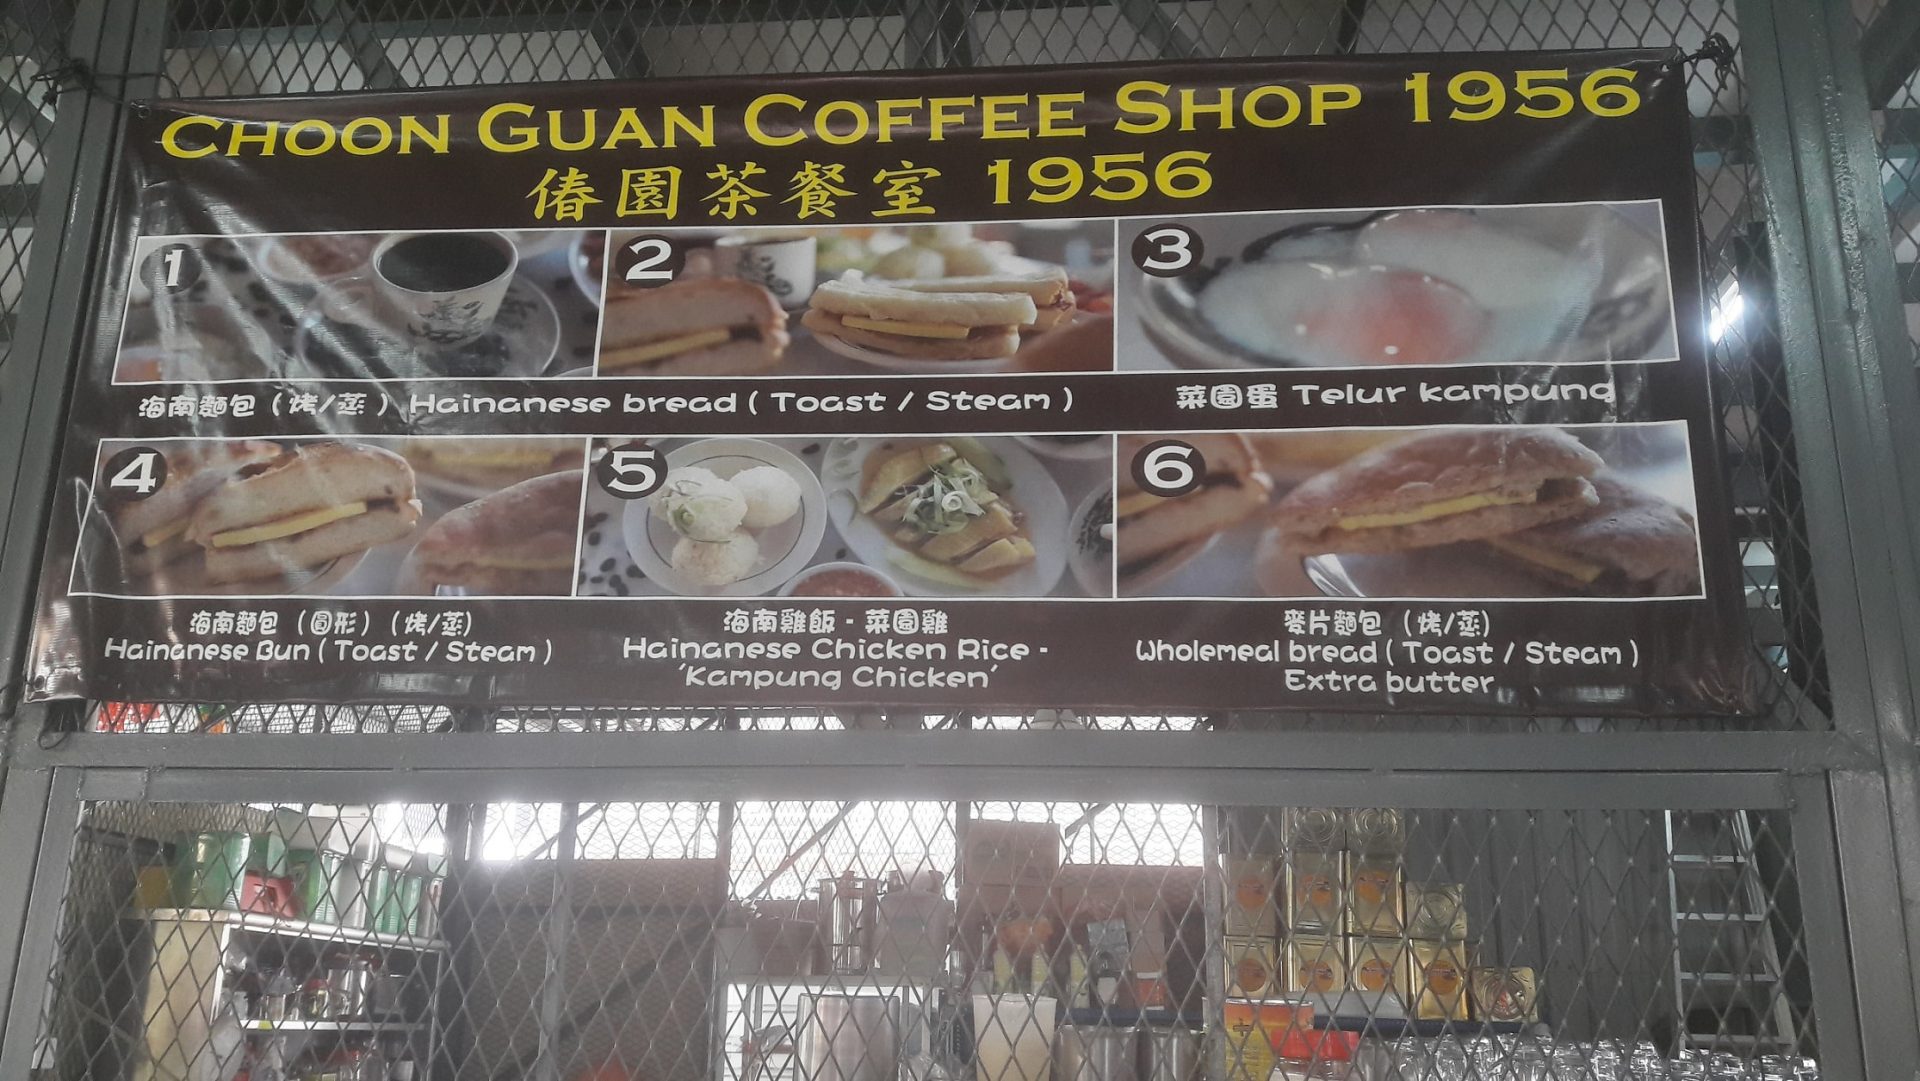 CHOON GUAN COFFEE SHOP 1956
偆園茶餐室 1956
1
2
3
海南麵包（烤/蒸）Hainanese bread ( Toast / Steam )
菜園蛋 Telur kampung
4
5
6
海南麵包（圓形）（烤/蒸）
Hainanese Bun ( Toast / Steam )
海南雞飯 - 菜園雞
Hainanese Chicken Rice -
'Kampung Chicken'
麥片麵包（烤/蒸）
Wholemeal bread ( Toast / Steam )
Extra butter